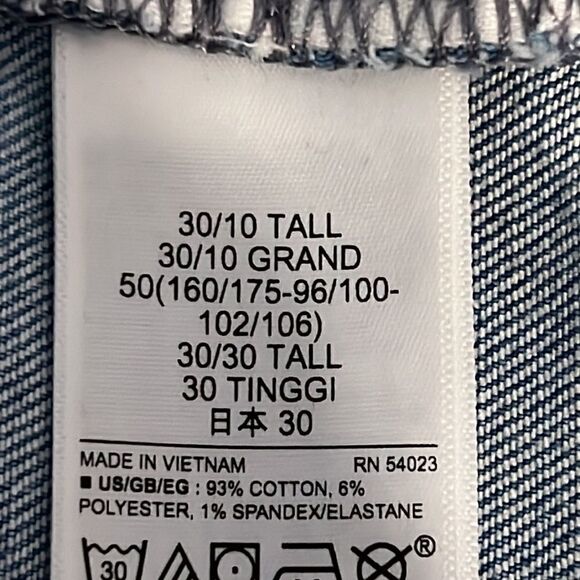 30/10 TALL
30/10 GRAND
50(160/175-96/100-
102/106)
30/30 TALL
30 TINGGI
日本 30
MADE IN VIETNAM RN 54023
■ US/GB/EG : 93% COTTON, 6%
POLYESTER, 1% SPANDEX/ELASTANE
30 ®